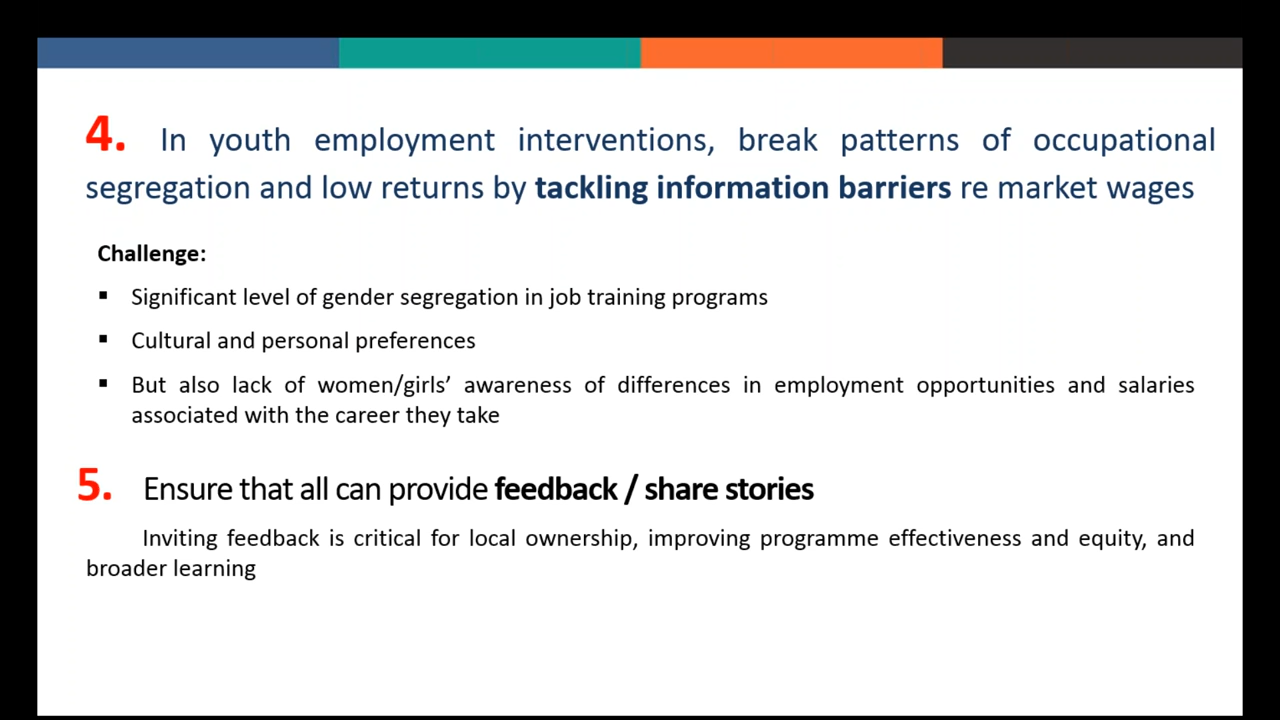 4. In youth employment interventions, break patterns of occupational
segregation and low returns by tackling information barriers re market wages
Challenge:
▪ Significant level of gender segregation in job training programs
▪ Cultural and personal preferences
▪ But also lack of women/girls’ awareness of differences in employment opportunities and salaries
associated with the career they take
5. Ensure that all can provide feedback / share stories
Inviting feedback is critical for local ownership, improving programme effectiveness and equity, and
broader learning